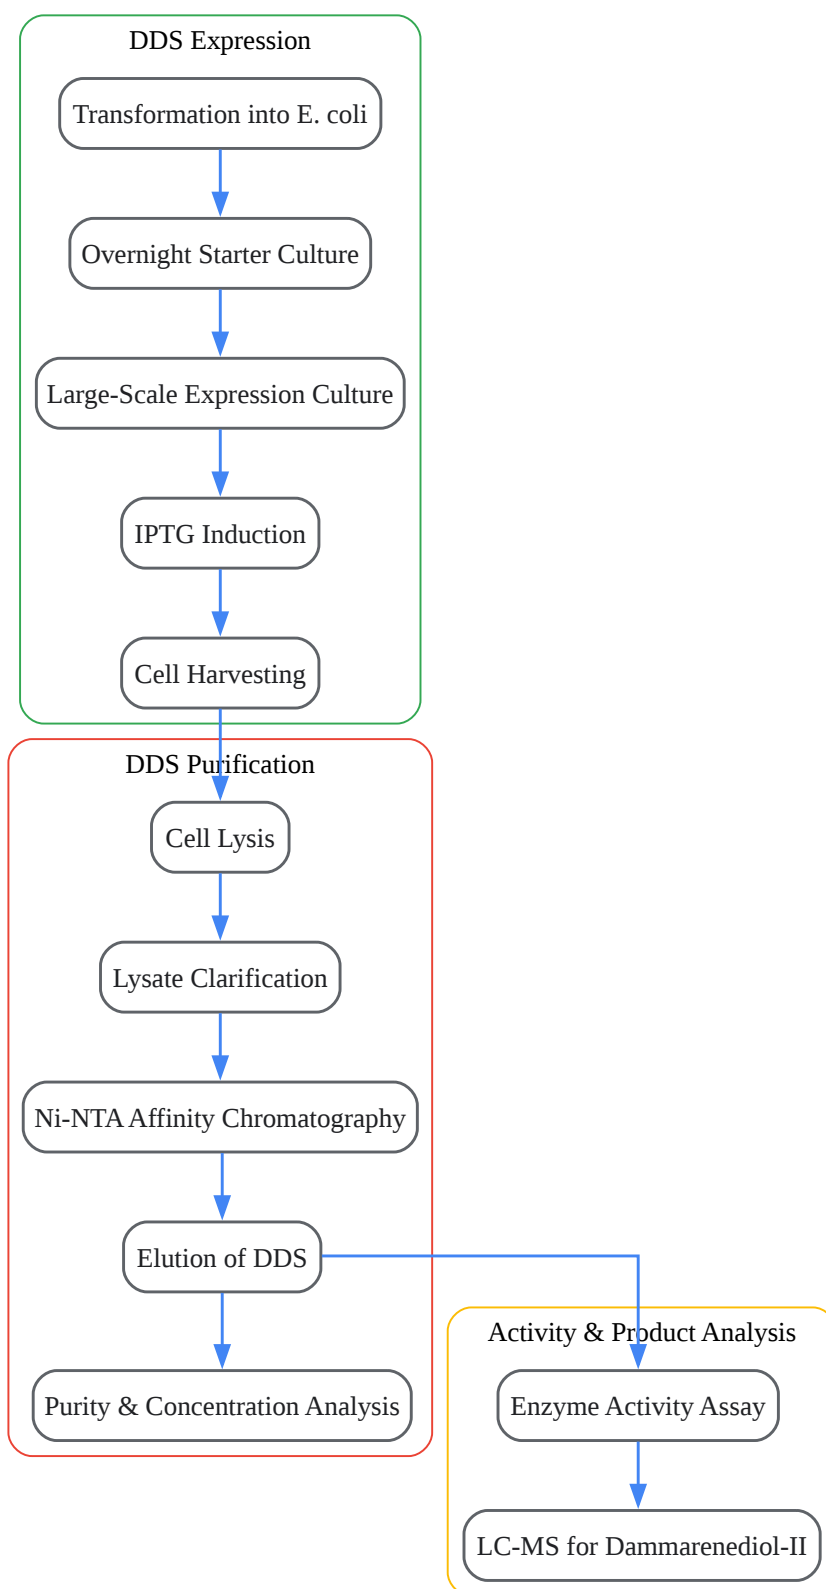 DDS Expression
Transformation into E. coli
Overnight Starter Culture
Large-Scale Expression Culture
IPTG Induction
Cell Harvesting
DDS Purification
Cell Lysis
Lysate Clarification
Ni-NTA Affinity Chromatography
Elution of DDS
Purity & Concentration Analysis
Activity & Product Analysis
Enzyme Activity Assay
LC-MS for Dammarenediol-II